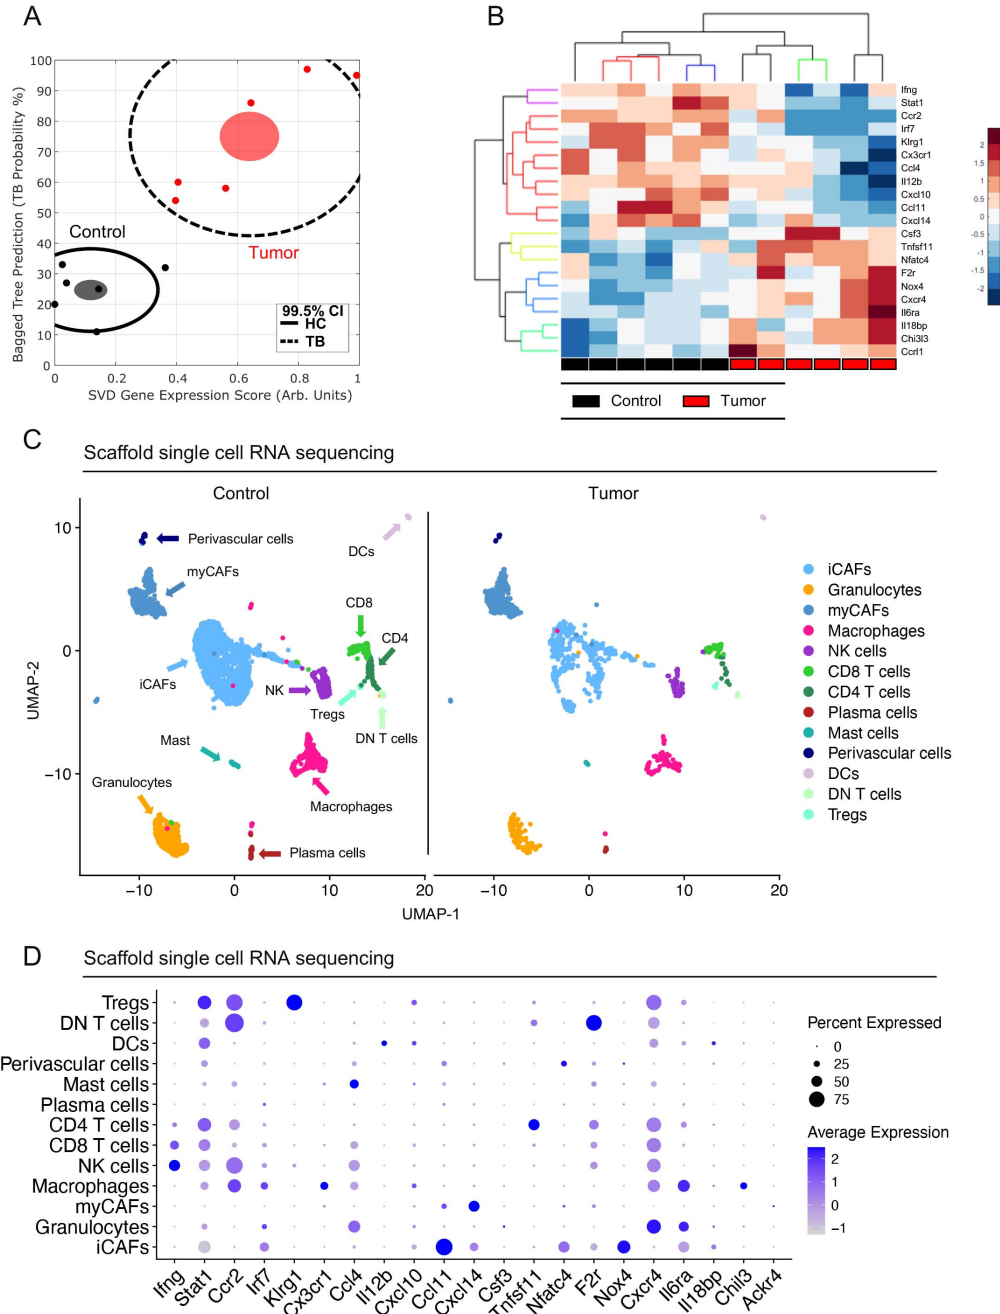 A
Bagged Tree Prediction (TB Probability %)
100
90
80
70
60
50
40
30
20
10
0
Control
Tumor
99.5% CI
HC
TB
0
0.2
0.4
0.6
0.8
1
SVD Gene Expression Score (Arb. Units)
B
Ifng
Stat1
Ccr2
Irf7
Klrg1
Cx3cr1
Ccl4
Il12b
Cxcl10
Ccl11
Cxcl14
Csf3
Tnfsf11
Nfatc4
F2r
Nox4
Cxcr4
Il6ra
Il18bp
Chi3l3
Ccrl1
2
1.5
1
0.5
0
-0.5
-1
-1.5
-2
Control Tumor
C
Scaffold single cell RNA sequencing
Control
Tumor
UMAP-2
10
0
−10
Perivascular cells
myCAFs
DCs
CD8
CD4
iCAFs
NK
Tregs
DN T cells
Mast
Granulocytes
Macrophages
Plasma cells
−10 0 10 20
−10 0 10 20
UMAP-1
iCAFs
Granulocytes
myCAFs
Macrophages
NK cells
CD8 T cells
CD4 T cells
Plasma cells
Mast cells
Perivascular cells
DCs
DN T cells
Tregs
D
Scaffold single cell RNA sequencing
Tregs
DN T cells
DCs
Perivascular cells
Mast cells
Plasma cells
CD4 T cells
CD8 T cells
NK cells
Macrophages
myCAFs
Granulocytes
iCAFs
Ifng
Stat1
Ccr2
Irf7
Klrg1
Cx3cr1
Ccl4
Il12b
Cxcl10
Ccl11
Cxcl14
Csf3
Tnfsf11
Nfatc4
F2r
Nox4
Cxcr4
Il6ra
Il18bp
Chil3
Ackr4
Percent Expressed
0
25
50
75
Average Expression
2
1
0
−1